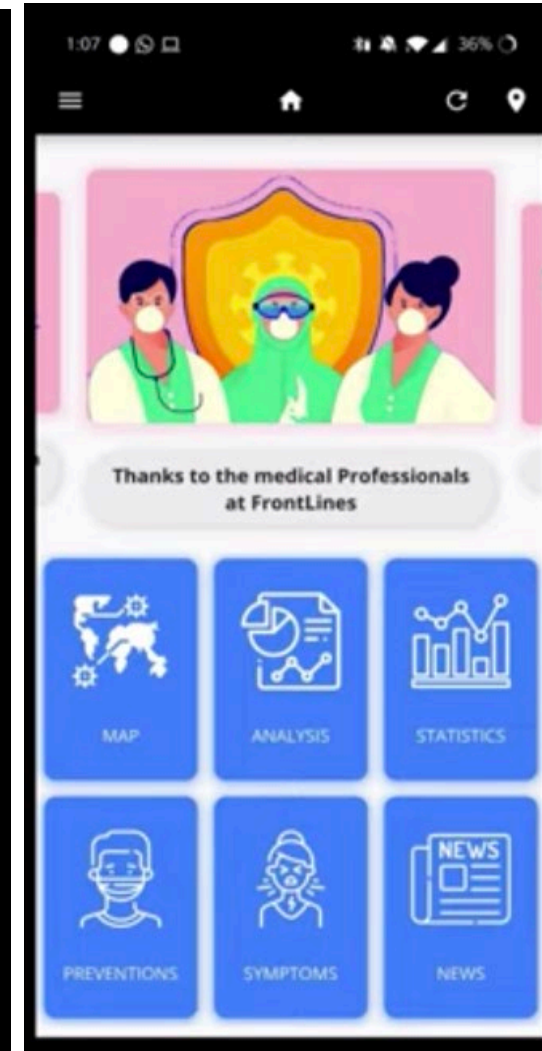 1:07 36%
Thanks to the medical Professionals
at FrontLines
MAP ANALYSIS STATISTICS
NEWS
PREVENTIONS SYMPTOMS NEWS